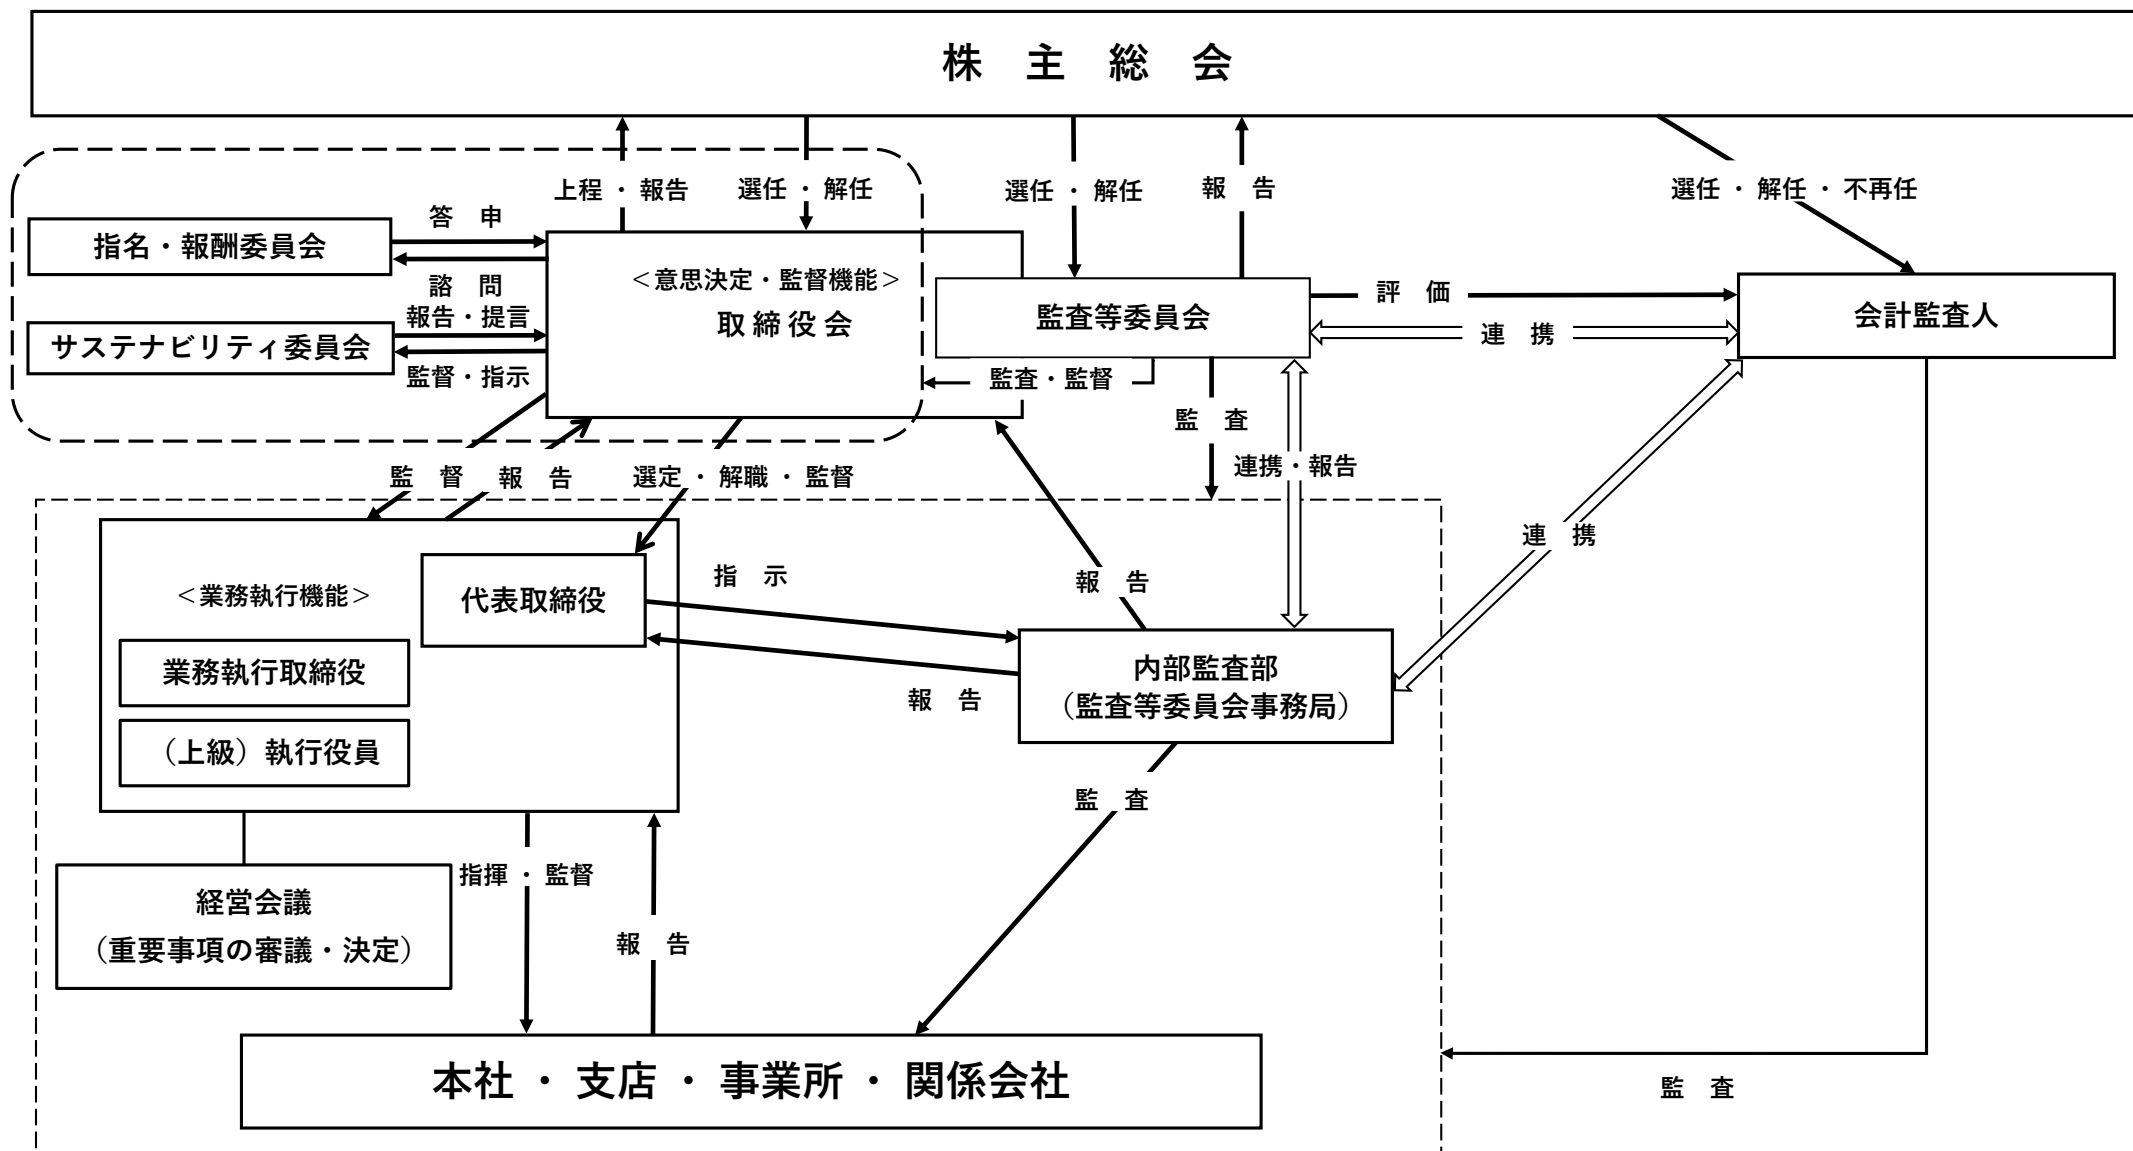 株 主 総 会
上程 ・ 報告
選任 ・ 解任
選任 ・ 解任
報 告
選任 ・ 解任 ・ 不再任
答 申
指名・報酬委員会
諮 問
報告・提言
サステナビリティ委員会
監督・指示
＜意思決定・監督機能＞
取 締 役 会
監査等委員会
評 価
連 携
会計監査人
監査・監督
監 査
連携・報告
監 督
報 告
選定 ・ 解職 ・ 監督
連 携
報 告
＜業務執行機能＞
代表取締役
指 示
業務執行取締役
（上級）執行役員
報 告
内部監査部
（監査等委員会事務局）
監 査
経営会議
（重要事項の審議・決定）
指揮 ・ 監督
報 告
本社 ・ 支店 ・ 事業所 ・ 関係会社
監 査